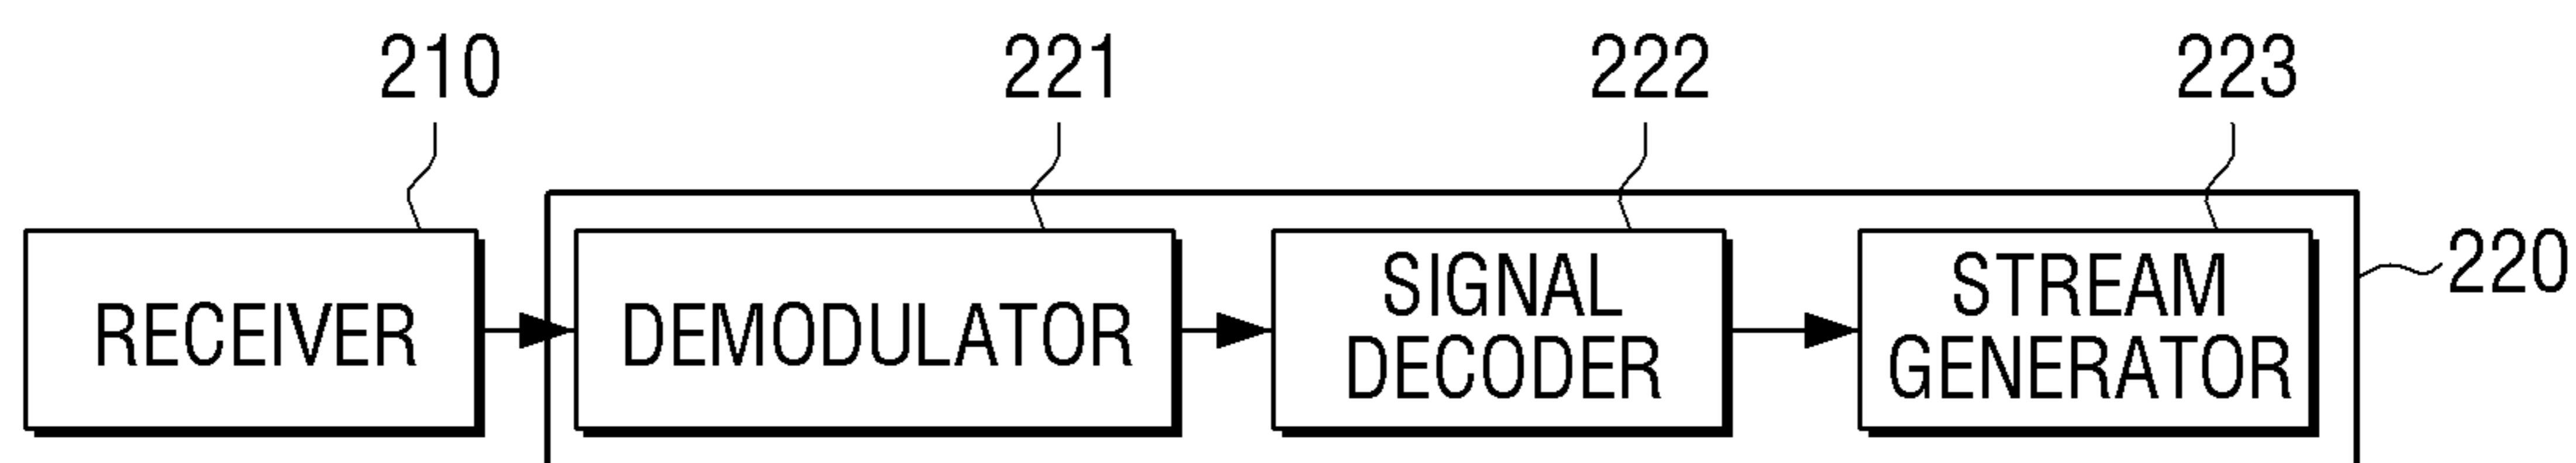 210
221
222
223
RECEIVER
DEMODULATOR
SIGNAL
DECODER
STREAM
GENERATOR
220